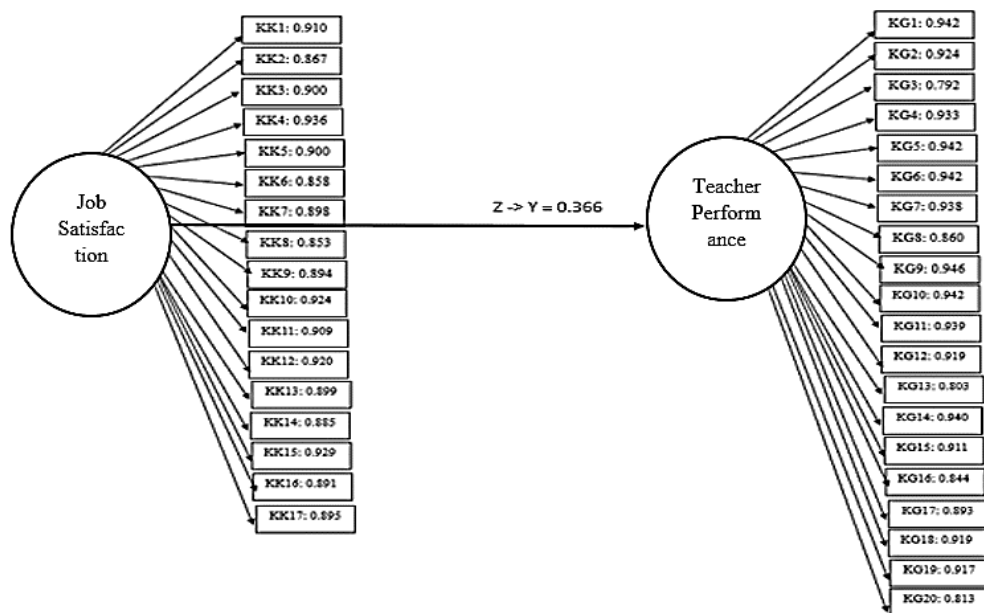 KK1: 0.910
KK2: 0.867
KK3: 0.900
KK4: 0.936
KK5: 0.900
KK6: 0.858
KK7: 0.898
KK8: 0.853
KK9: 0.894
KK10: 0.924
KK11: 0.909
KK12: 0.920
KK13: 0.899
KK14: 0.885
KK15: 0.929
KK16: 0.891
KK17: 0.895
Job
Satisfac
tion
Z -> Y = 0.366
Teacher
Perform
ance
KG1: 0.942
KG2: 0.924
KG3: 0.792
KG4: 0.933
KG5: 0.942
KG6: 0.942
KG7: 0.938
KG8: 0.860
KG9: 0.946
KG10: 0.942
KG11: 0.939
KG12: 0.919
KG13: 0.803
KG14: 0.940
KG15: 0.911
KG16: 0.844
KG17: 0.893
KG18: 0.919
KG19: 0.917
KG20: 0.813